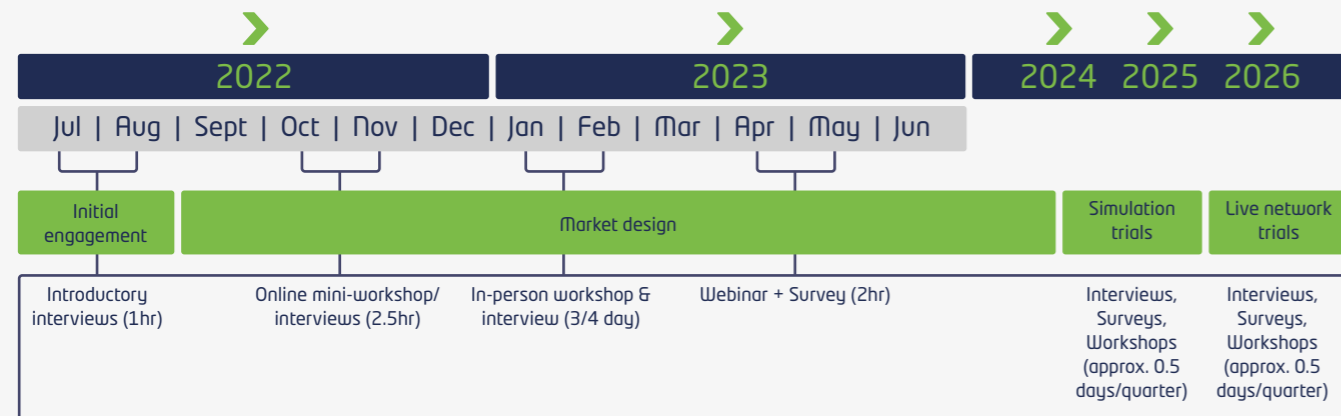 2022 2023 2024 2025 2026
Jul | Aug | Sept | Oct | Nov | Dec | Jan | Feb | Mar | Apr | May | Jun
Initial
engagement
Market design
Simulation
trials
Live network
trials
Introductory
interviews (1hr)
Online mini-workshop/
interviews (2.5hr)
In-person workshop &
interview (3/4 day)
Webinar + Survey (2hr)
Interviews,
Surveys,
Workshops
(approx. 0.5
days/quarter)
Interviews,
Surveys,
Workshops
(approx. 0.5
days/quarter)